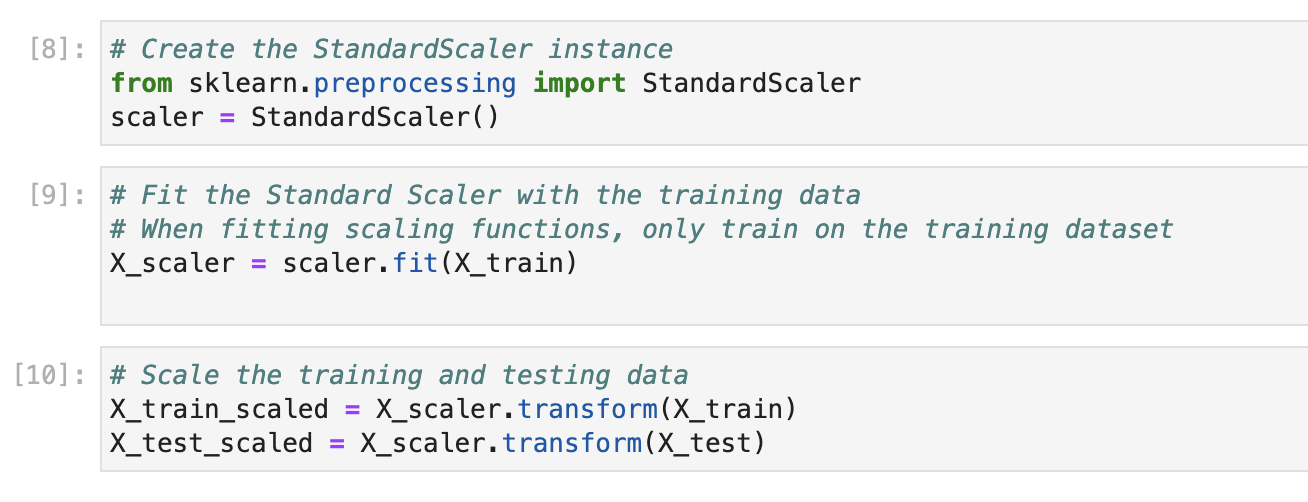 [8]: # Create the StandardScaler instance
from sklearn.preprocessing import StandardScaler
scaler = StandardScaler()
[9]: # Fit the Standard Scaler with the training data
# When fitting scaling functions, only train on the training dataset
X_scaler = scaler.fit(X_train)
[10]: # Scale the training and testing data
X_train_scaled = X_scaler.transform(X_train)
X_test_scaled = X_scaler.transform(X_test)